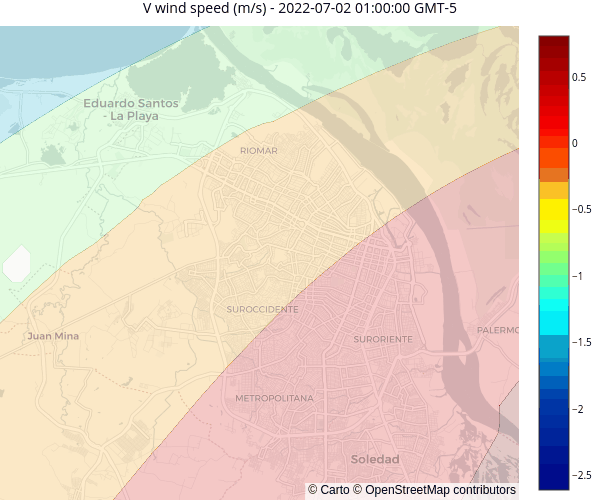 V wind speed (m/s) - 2022-07-02 01:00:00 GMT-5
Eduardo Santos
- La Playa
RIOMAR
SUROCCIDENTE
Juan Mina
SURORIENTE
PALERMO
METROPOLITANA
Soledad
0.5
0
−0.5
−1
−1.5
−2
−2.5
© Carto © OpenStreetMap contributors